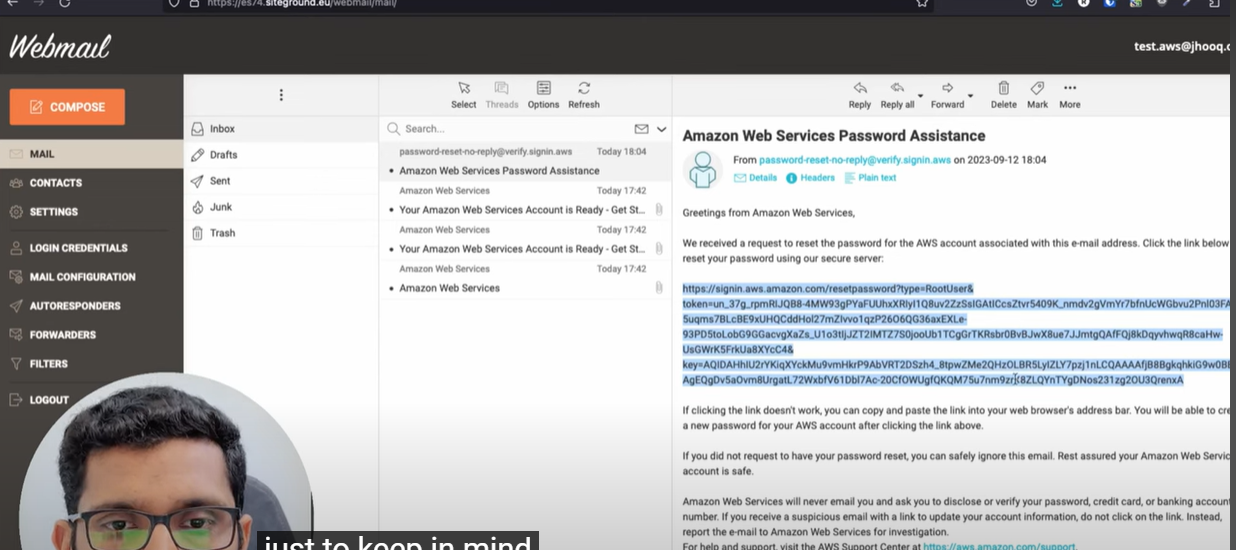 https://es74.siteground.eu/webmail/mail/
Webmail
test.aws@jhooq.c
COMPOSE
MAIL
CONTACTS
SETTINGS
LOGIN CREDENTIALS
MAIL CONFIGURATION
AUTORESPONDERS
FORWARDERS
FILTERS
LOGOUT
Inbox
Drafts
Sent
Junk
Trash
Select Threads Options Refresh
Search...
password-reset-no-reply@verify.signin.aws Today 18:04
• Amazon Web Services Password Assistance
Amazon Web Services Today 17:42
• Your Amazon Web Services Account is Ready - Get St...
Amazon Web Services Today 17:42
• Your Amazon Web Services Account is Ready - Get St...
Amazon Web Services Today 17:42
• Amazon Web Services
Reply Reply all Forward Delete Mark More
Amazon Web Services Password Assistance
From password-reset-no-reply@verify.signin.aws on 2023-09-12 18:04
Details Headers Plain text
Greetings from Amazon Web Services,
We received a request to reset the password for the AWS account associated with this e-mail address. Click the link below
reset your password using our secure server:
https://signin.aws.amazon.com/resetpassword?type=RootUser&
If clicking the link doesn't work, you can copy and paste the link into your web browser's address bar. You will be able to cre
a new password for your AWS account after clicking the link above.
If you did not request to have your password reset, you can safely ignore this email. Rest assured your Amazon Web Servic
account is safe.
Amazon Web Services will never email you and ask you to disclose or verify your password, credit card, or banking account
number. If you receive a suspicious email with a link to update your account information, do not click on the link. Instead,
report the e-mail to Amazon Web Services for investigation.
For help and support, visit the AWS Support Center at https://aws.amazon.com/support.
just to keep in mind